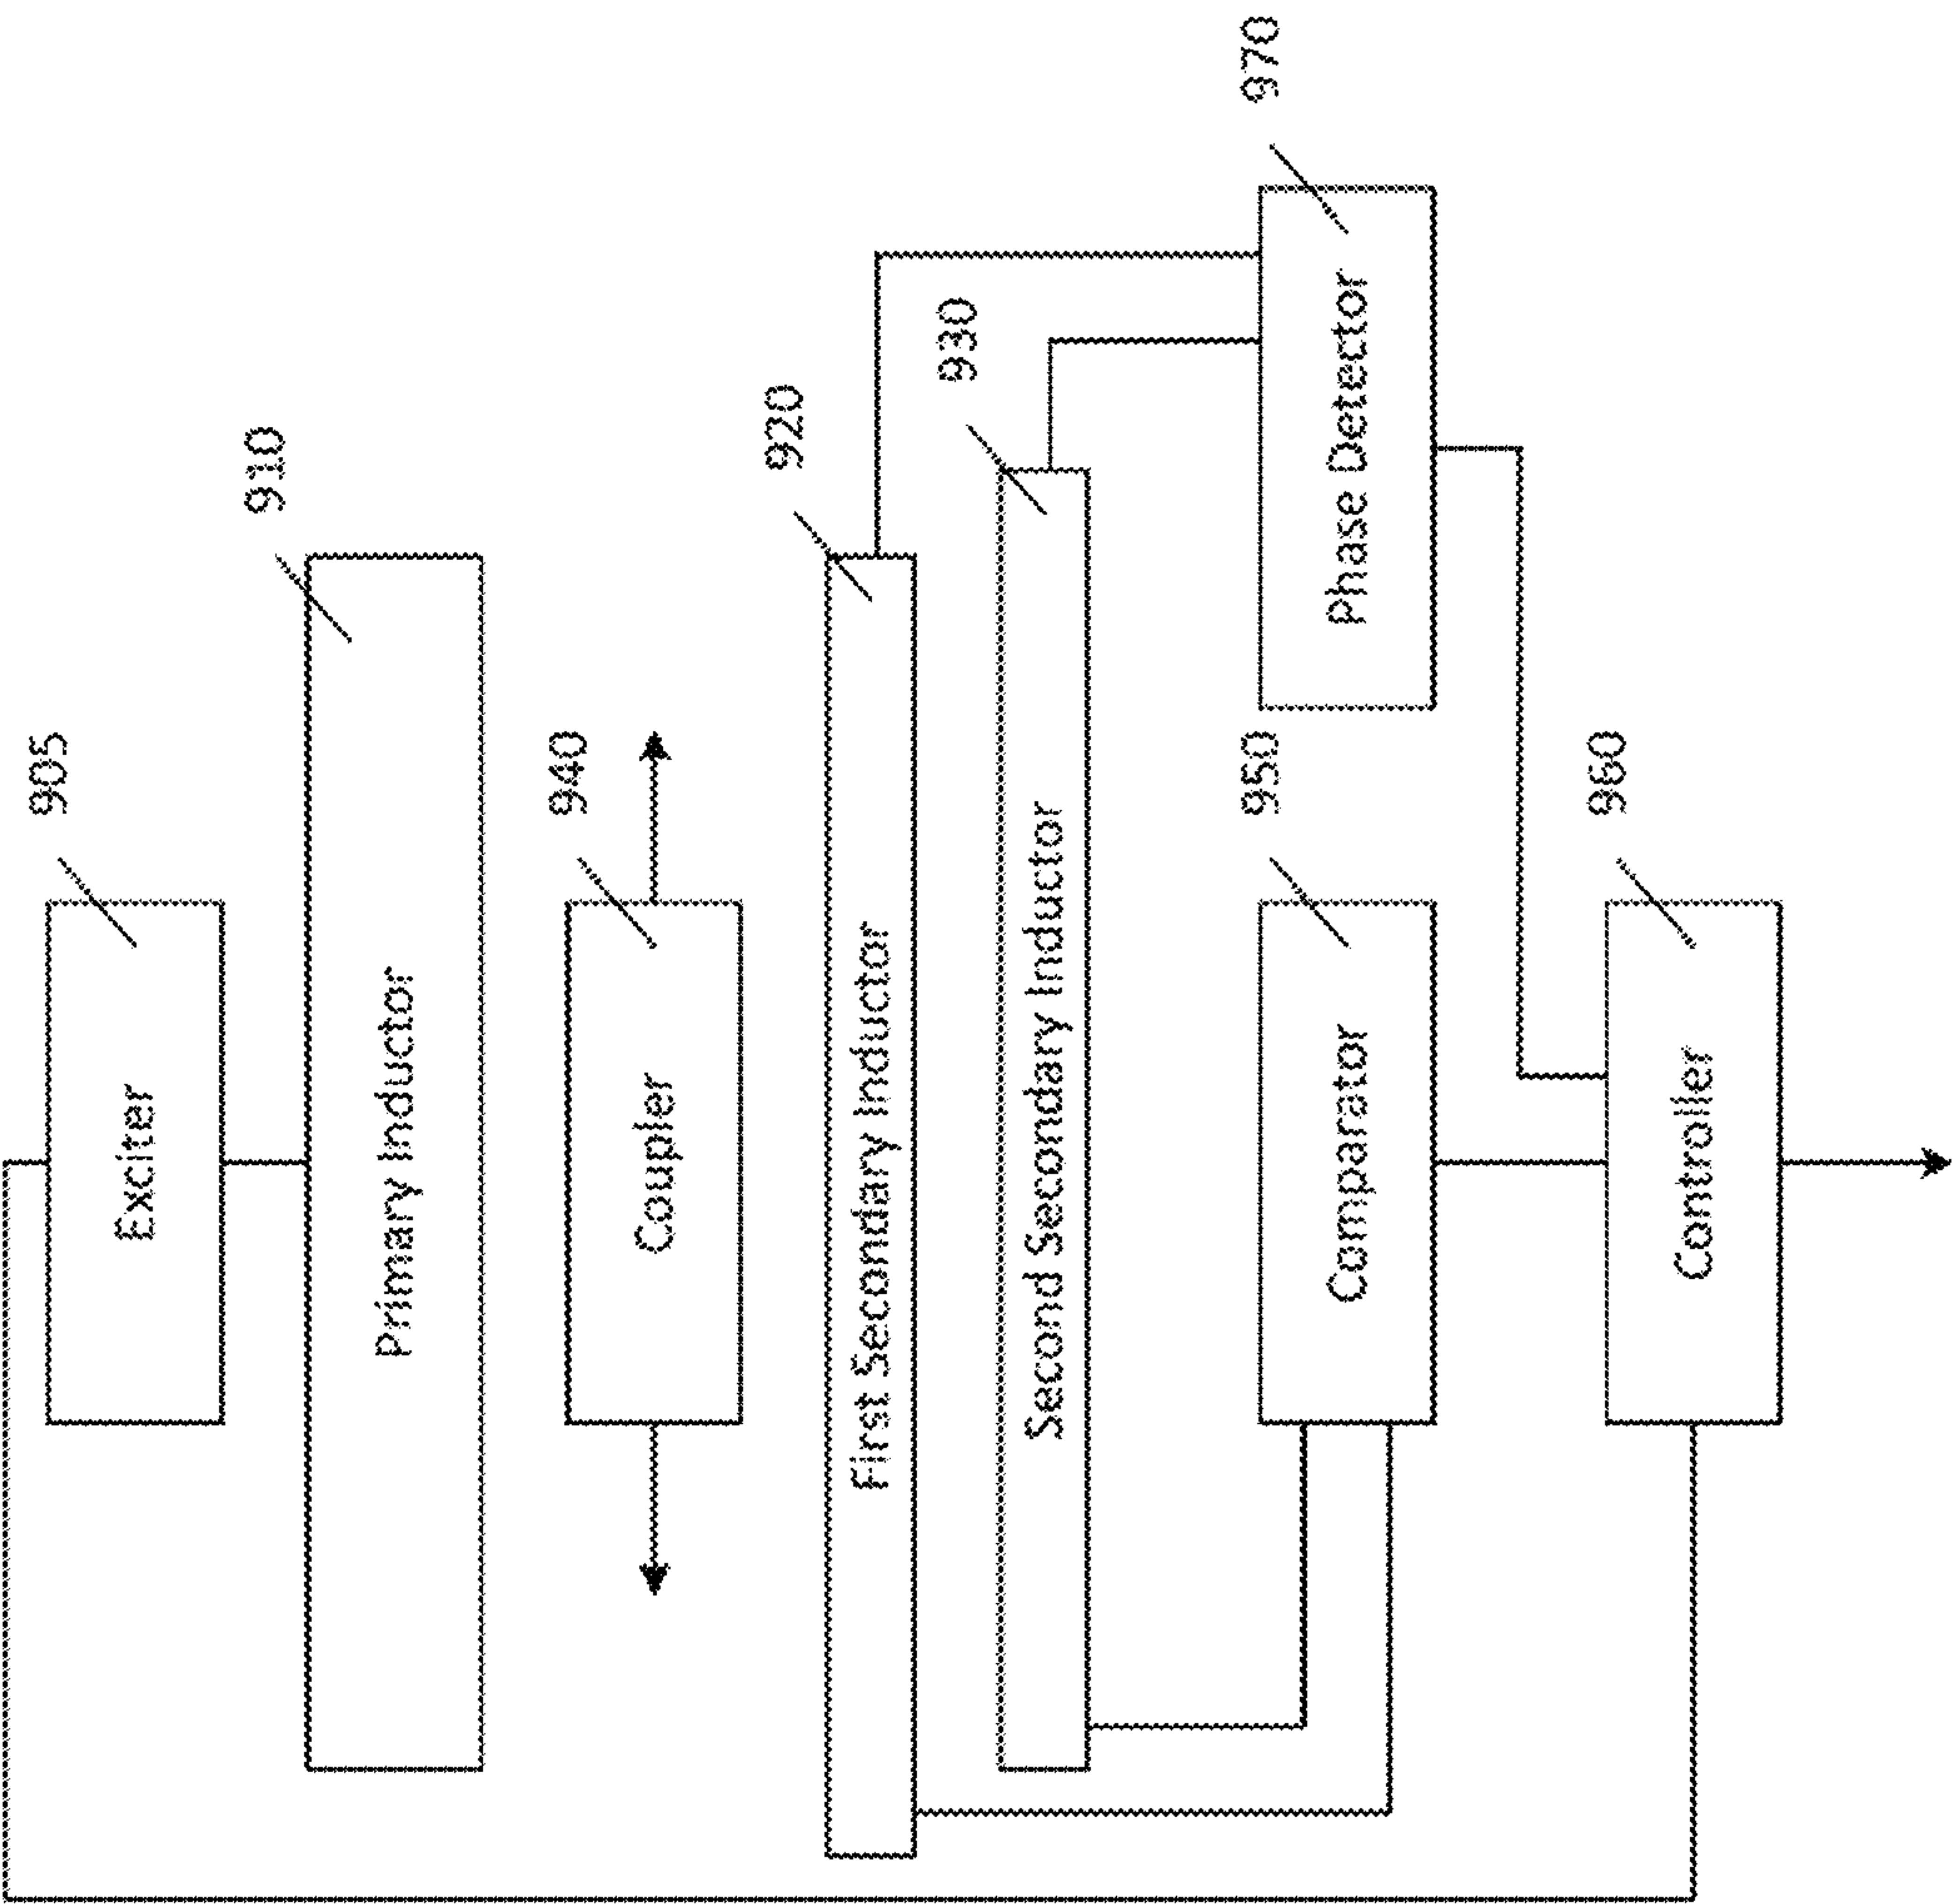 905
Exciter
910
Primary Inductor
940
Coupler
920
First Secondary Inductor
930
Second Secondary Inductor
950
Comparator
970
Phase Detector
960
Controller